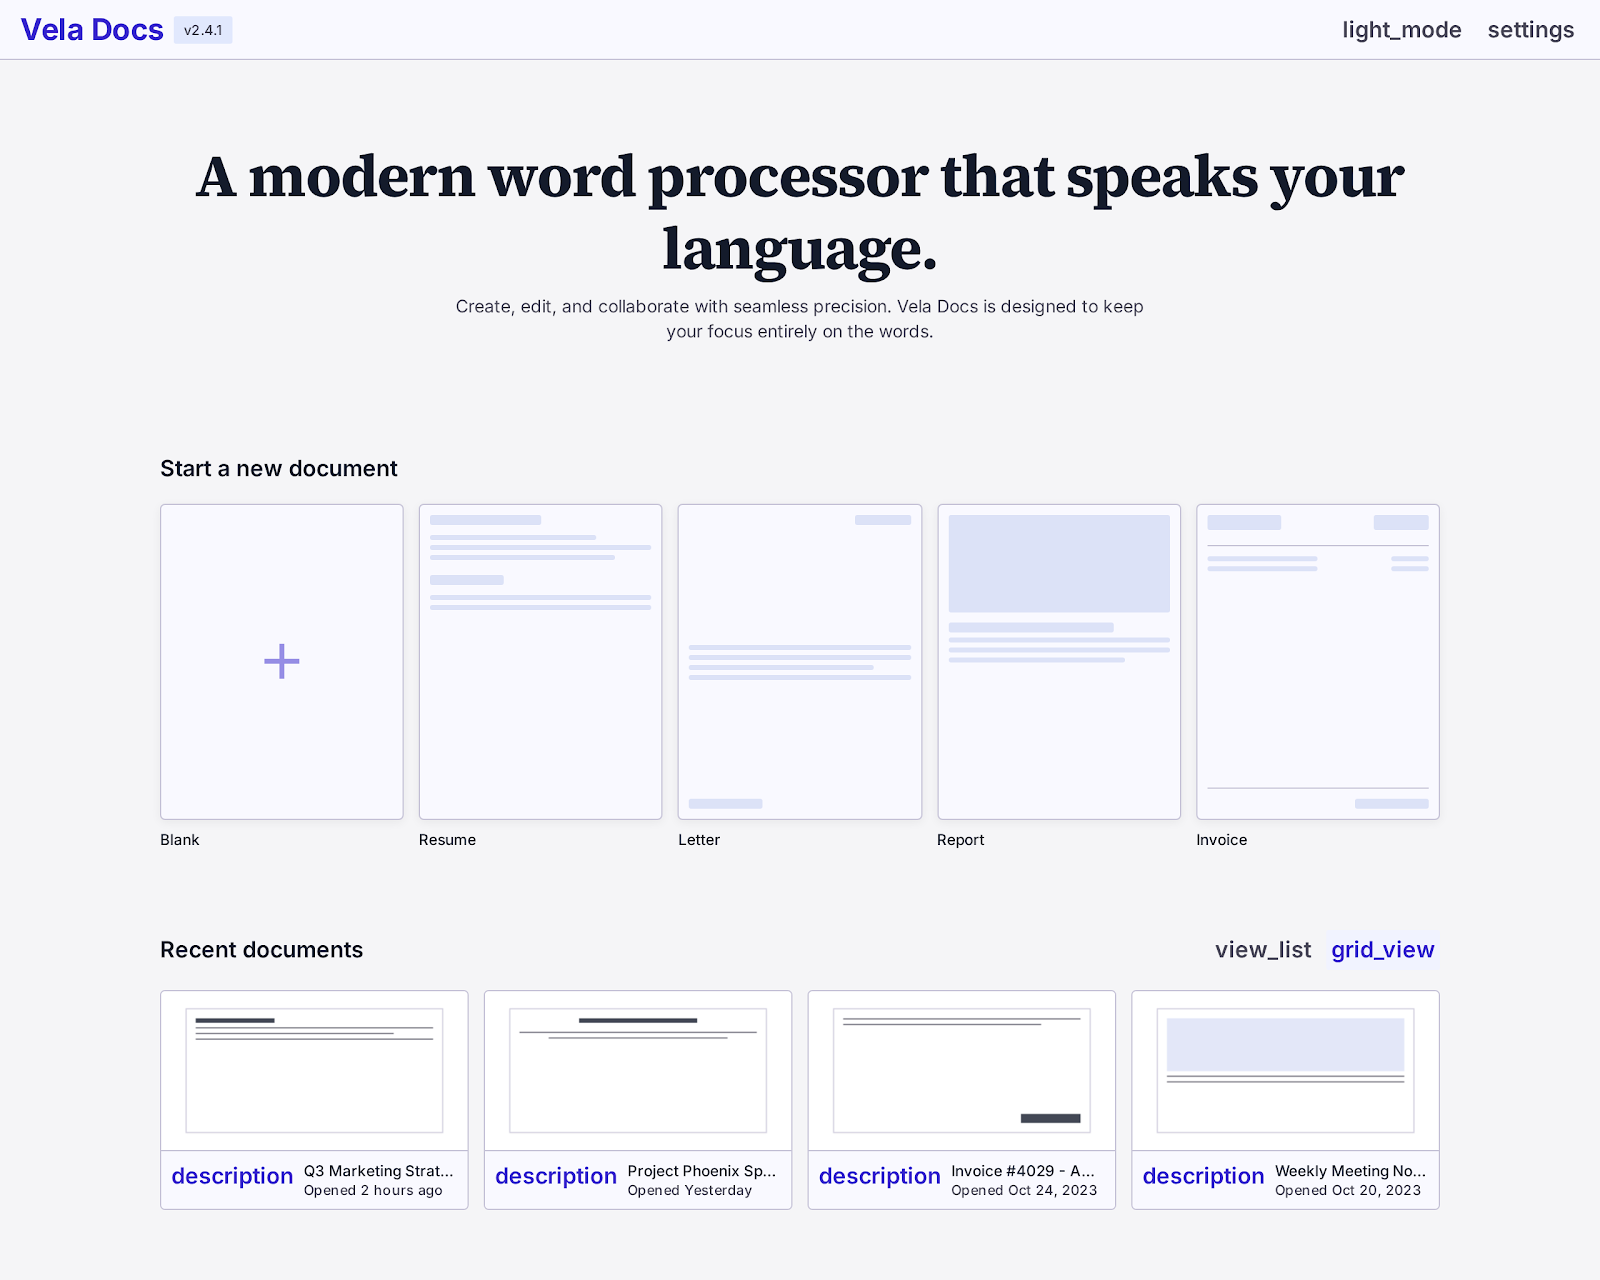 Vela Docs v2.4.1 light_mode settings
A modern word processor that speaks your
language.
Create, edit, and collaborate with seamless precision. Vela Docs is designed to keep
your focus entirely on the words.
Start a new document
Blank Resume Letter Report Invoice
Recent documents view_list grid_view
description Q3 Marketing Strat...
Opened 2 hours ago
description Project Phoenix Sp...
Opened Yesterday
description Invoice #4029 - A...
Opened Oct 24, 2023
description Weekly Meeting No...
Opened Oct 20, 2023